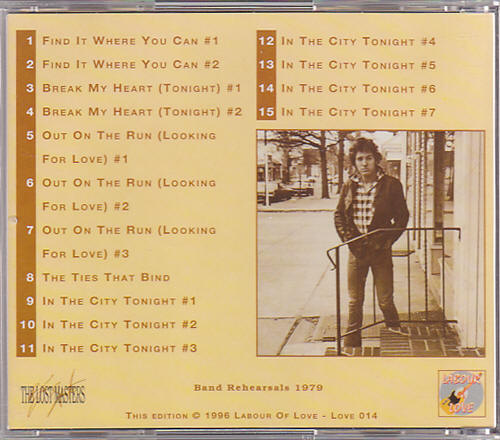 1 FIND IT WHERE YOU CAN #1
2 FIND IT WHERE YOU CAN #2
3 BREAK MY HEART (TONIGHT) #1
4 BREAK MY HEART (TONIGHT) #2
5 OUT ON THE RUN (LOOKING
FOR LOVE) #1
6 OUT ON THE RUN (LOOKING
FOR LOVE) #2
7 OUT ON THE RUN (LOOKING
FOR LOVE) #3
8 THE TIES THAT BIND
9 IN THE CITY TONIGHT #1
10 IN THE CITY TONIGHT #2
11 IN THE CITY TONIGHT #3
12 IN THE CITY TONIGHT #4
13 IN THE CITY TONIGHT #5
14 IN THE CITY TONIGHT #6
15 IN THE CITY TONIGHT #7
THE LOST MASTERS
Band Rehearsals 1979
THIS EDITION © 1996 LABOUR OF LOVE - LOVE 014
LABOUR
OF LOVE